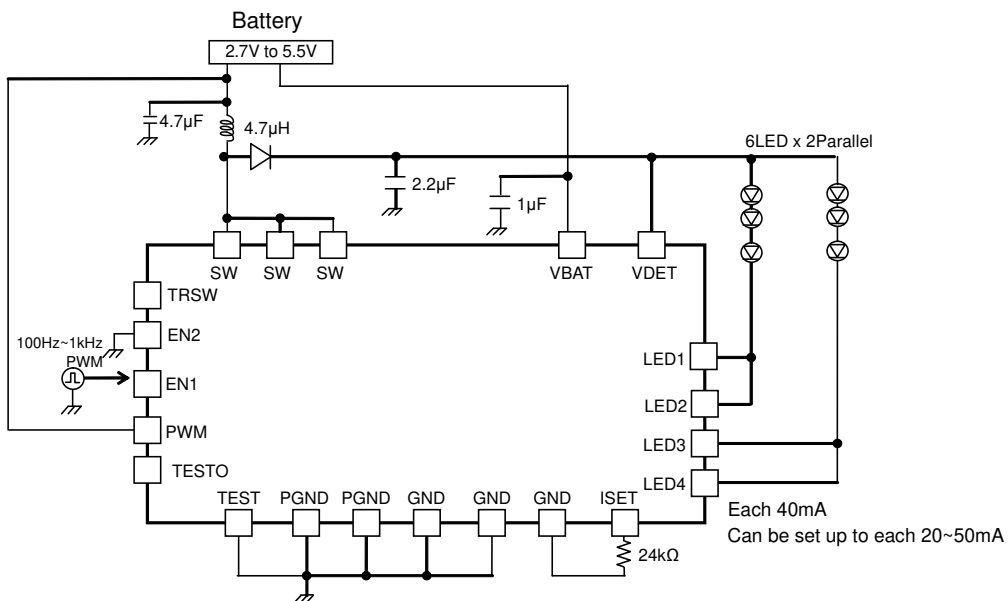 Battery
2.7V to 5.5V
4.7µF
4.7µH
6LED x 2Parallel
2.2µF
1µF
SW
SW
SW
VBAT
VDET
TRSW
EN2
100Hz~1kHz
PWM
EN1
PWM
TESTO
LED1
LED2
LED3
LED4
TEST
PGND
PGND
GND
GND
GND
ISET
24kΩ
Each 40mA
Can be set up to each 20~50mA